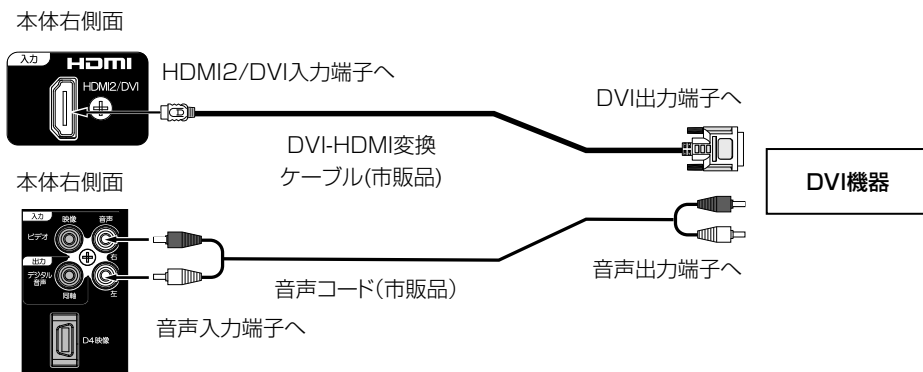 本体右側面
入力 HDMI
HDMI2/DVI
HDMI2/DVI入力端子へ
DVI出力端子へ
DVI-HDMI変換
ケーブル(市販品)
DVI機器
本体右側面
入力 映像 音声
ビデオ
右
出力
デジタル
音声
同軸
左
D4映像
音声入力端子へ
音声コード(市販品)
音声出力端子へ